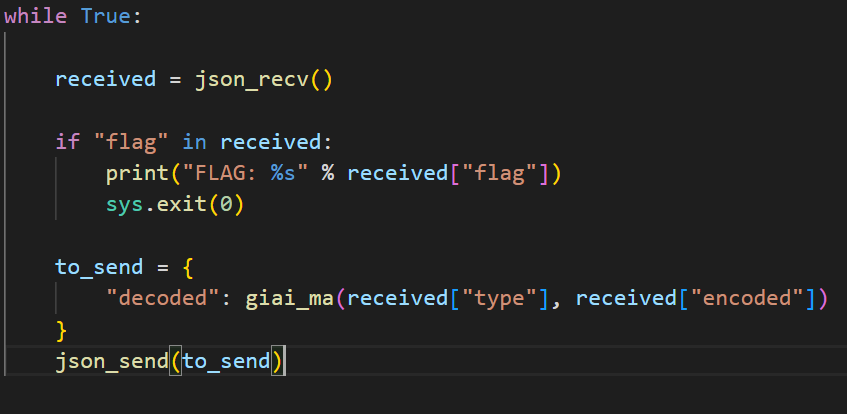 while True:
    received = json_recv()
    if "flag" in received:
        print("FLAG: %s" % received["flag"])
        sys.exit(0)
    to_send = {
        "decoded": giai_ma(received["type"], received["encoded"])
    }
    json_send(to_send)